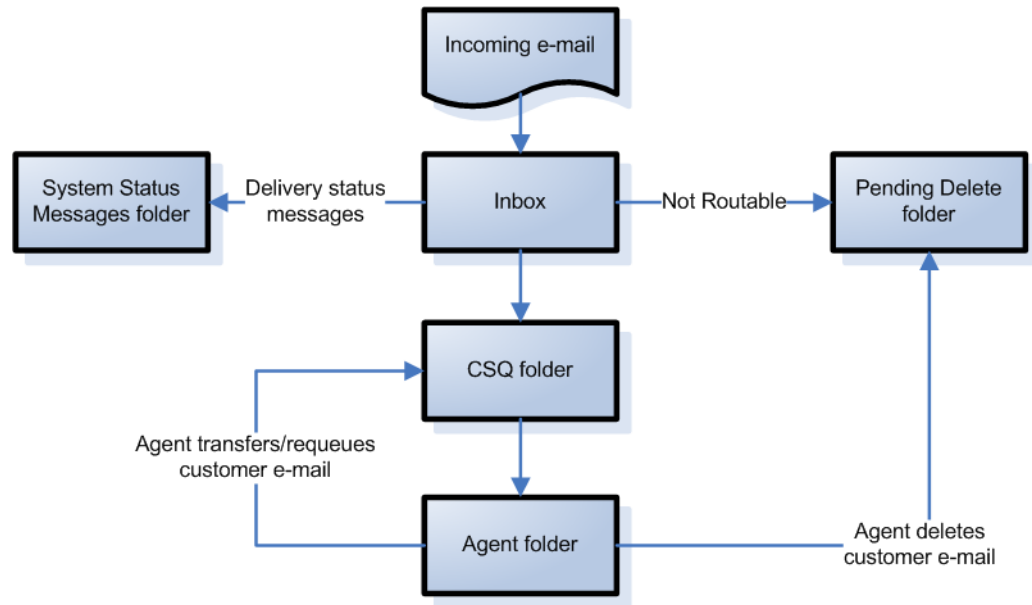 Incoming e-mail
System Status
Messages folder
Delivery status
messages
Inbox
Not Routable
Pending Delete
folder
CSQ folder
Agent transfers/requeues
customer e-mail
Agent folder
Agent deletes
customer e-mail